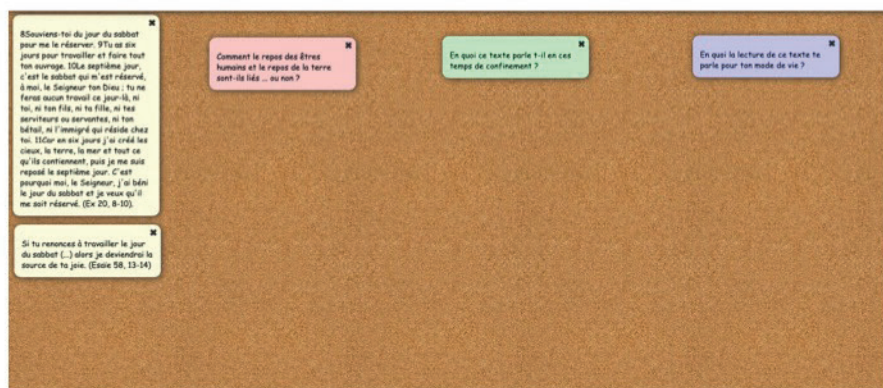 8Souviens-toi du jour du sabbat
pour me le réserver. 9Tu as six
jours pour travailler et faire tout
ton ouvrage. 10Le septième jour,
c'est le sabbat qui m'est réservé,
à moi, le Seigneur ton Dieu ; tu ne
feras aucun travail ce jour-là, ni
toi, ni ton fils, ni ta fille, ni tes
serviteurs ou servantes, ni ton
bétail, ni l'immigré qui réside chez
toi. 11Car en six jours j'ai créé les
cieux, la terre, la mer et tout ce
qu'ils contiennent, puis je me suis
reposé le septième jour. C'est
pourquoi moi, le Seigneur, j'ai béni
le jour du sabbat et je veux qu'il
me soit réservé. (Ex 20, 8-10).
Si tu renonces à travailler le jour
du sabbat (...) alors je deviendrai la
source de ta joie. (Esaïe 58, 13-14)
Comment le repos des êtres
humains et le repos de la terre
sont-ils liés ... ou non ?
En quoi ce texte parle t-il en ces
temps de confinement ?
En quoi la lecture de ce texte te
parle pour ton mode de vie ?